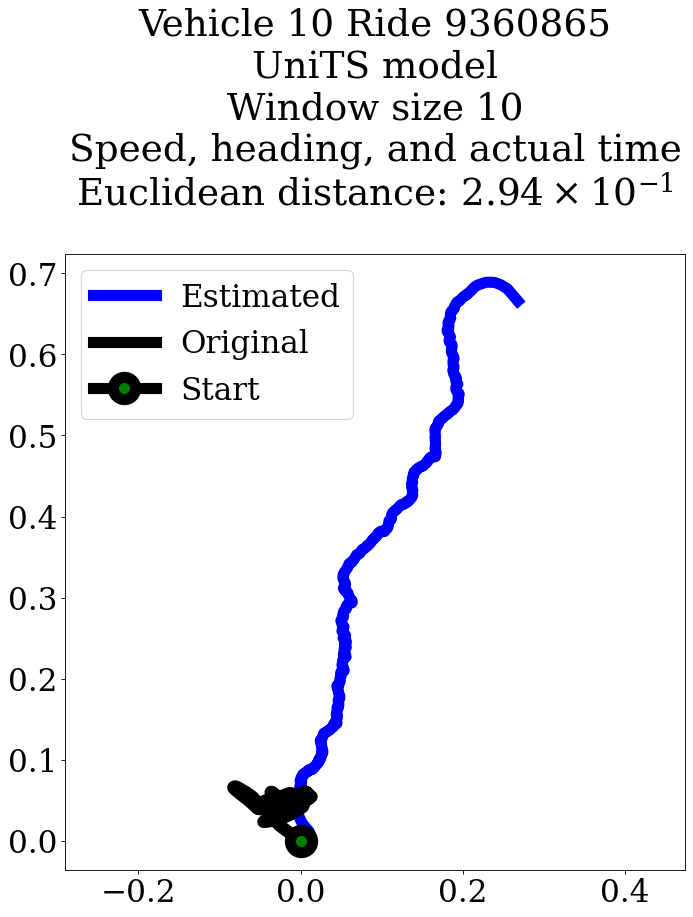 Vehicle 10 Ride 9360865
UniTS model
Window size 10
Speed, heading, and actual time
Euclidean distance: 2.94 × 10⁻¹
Estimated
Original
Start
0.7
0.6
0.5
0.4
0.3
0.2
0.1
0.0
−0.2 0.0 0.2 0.4